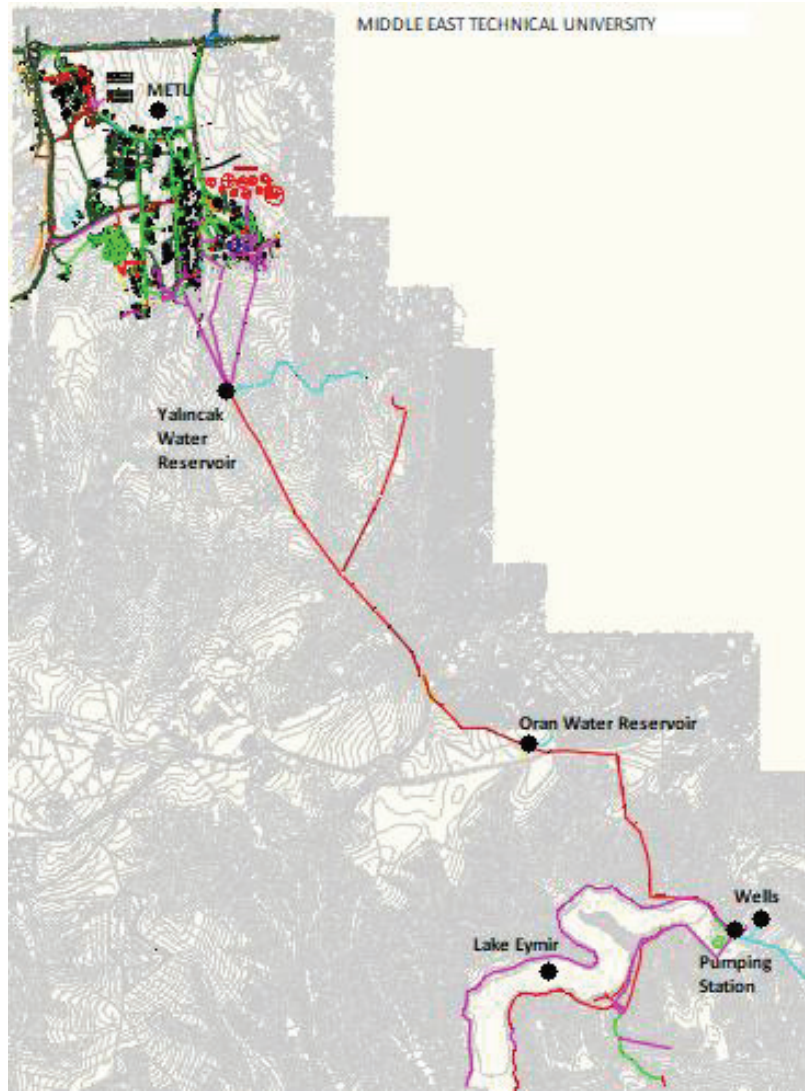 MIDDLE EAST TECHNICAL UNIVERSITY
METU
Yalıncak
Water
Reservoir
Oran Water Reservoir
Wells
Lake Eymir
Pumping
Station